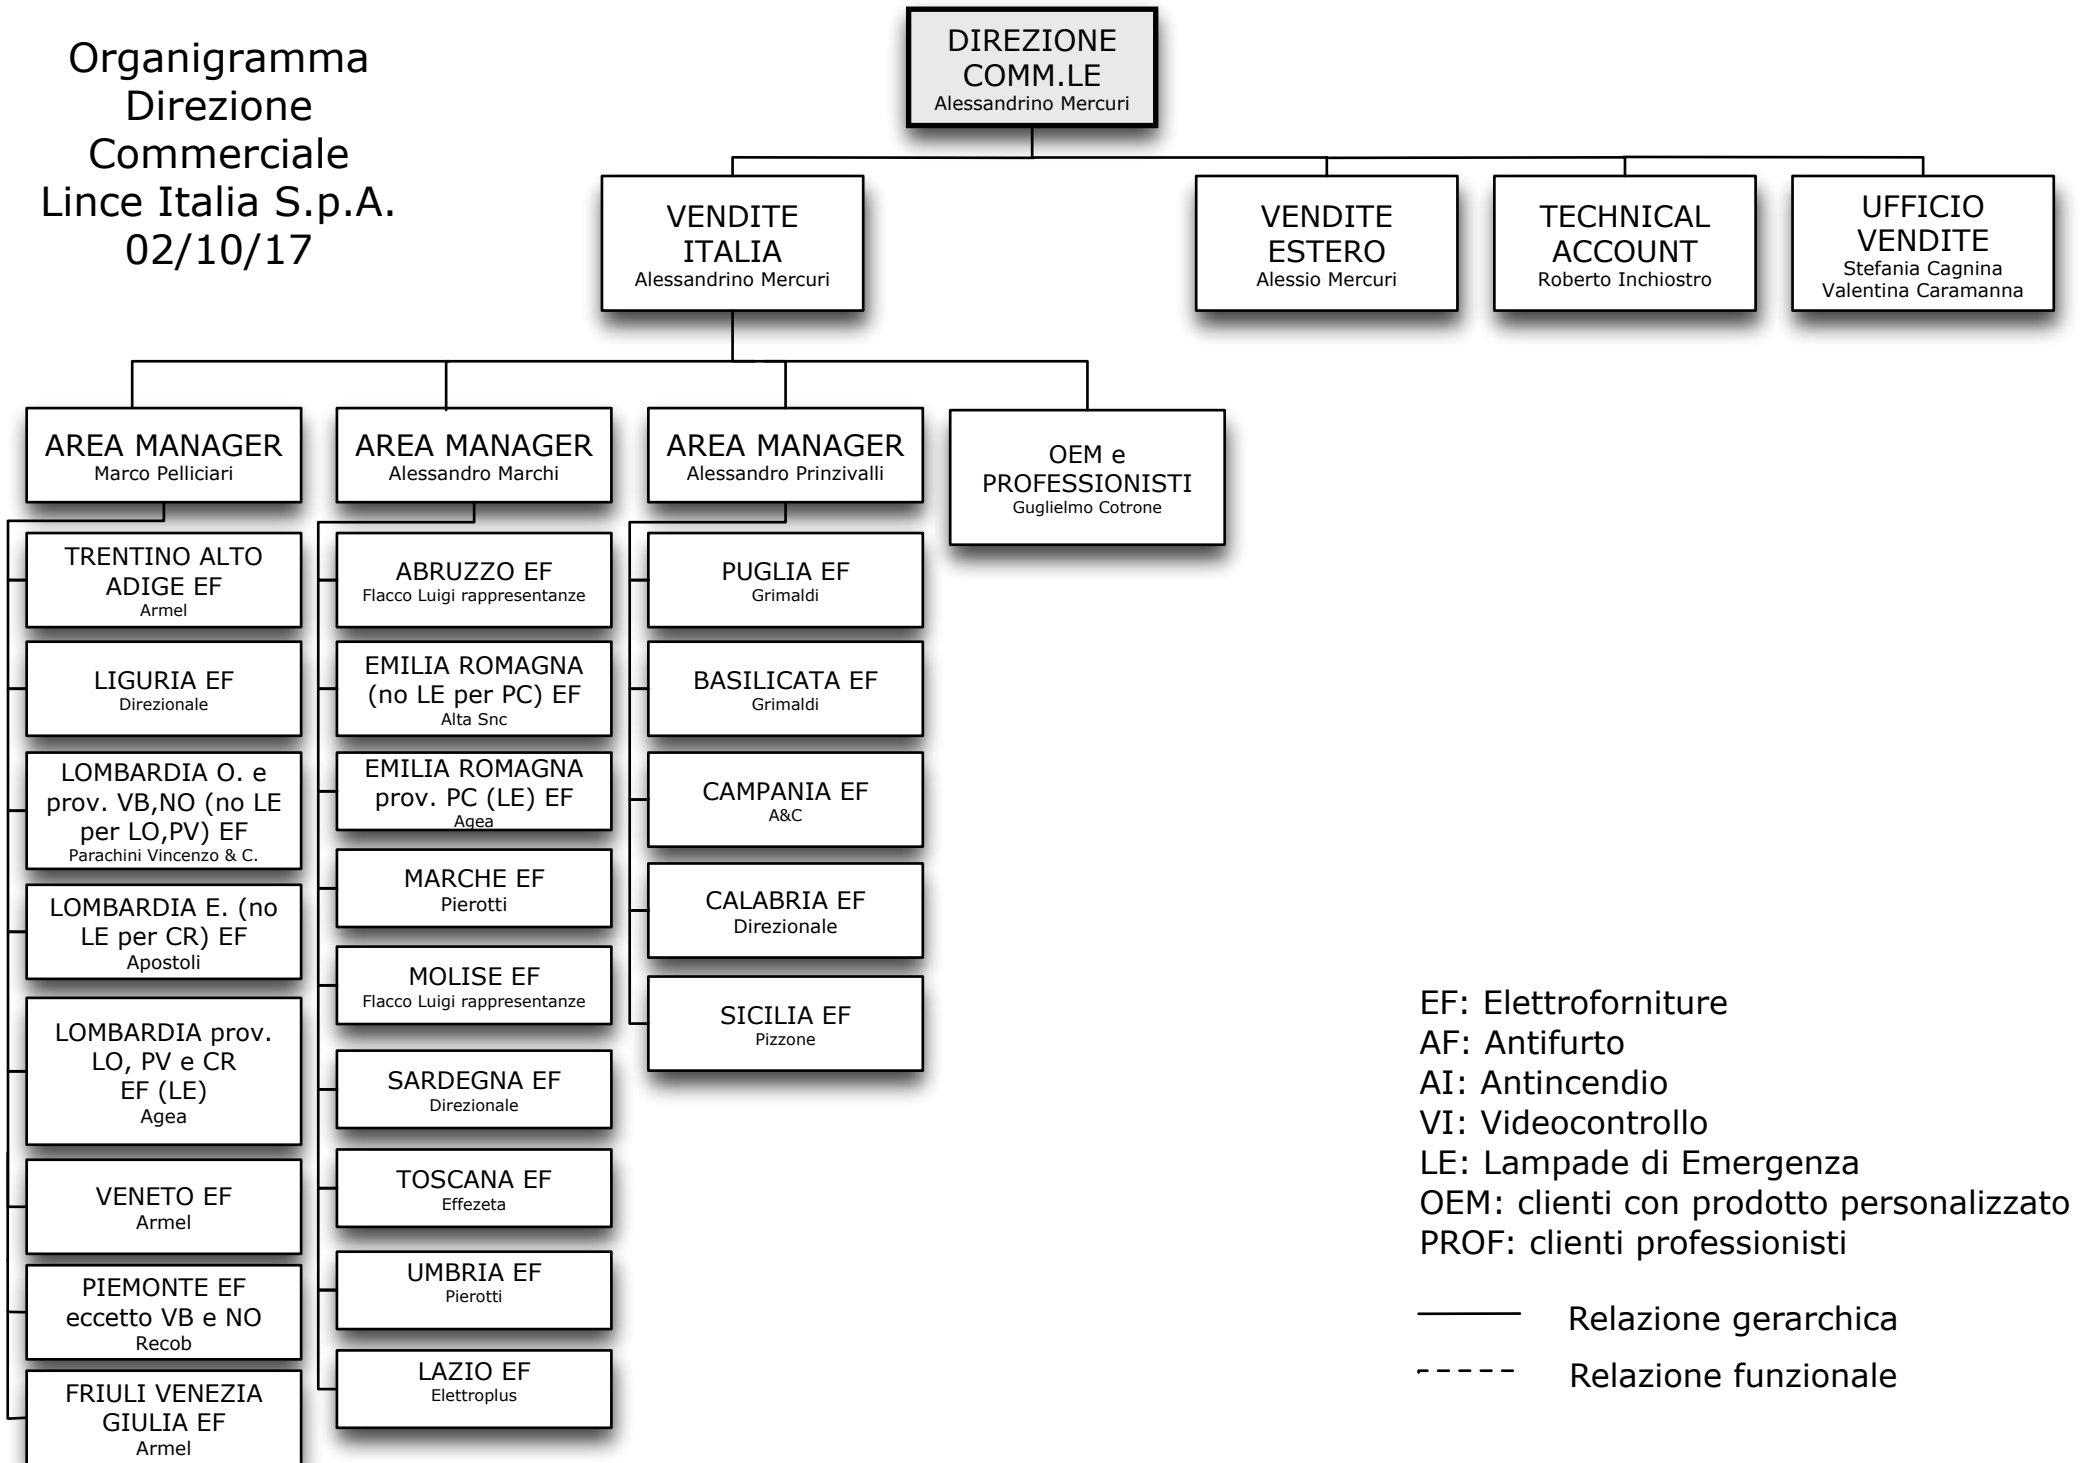 Organigramma
Direzione
Commerciale
Lince Italia S.p.A.
02/10/17
DIREZIONE
COMM.LE
Alessandrino Mercuri
VENDITE
ITALIA
Alessandrino Mercuri
VENDITE
ESTERO
Alessio Mercuri
TECHNICAL
ACCOUNT
Roberto Inchiostro
UFFICIO
VENDITE
Stefania Cagnina
Valentina Caramanna
AREA MANAGER
Marco Pelliciari
AREA MANAGER
Alessandro Marchi
AREA MANAGER
Alessandro Prinzivalli
OEM e
PROFESSIONISTI
Guglielmo Cotrone
TRENTINO ALTO
ADIGE EF
Armel
LIGURIA EF
Direzionale
LOMBARDIA O. e
prov. VB,NO (no LE
per LO,PV) EF
Parachini Vincenzo & C.
LOMBARDIA E. (no
LE per CR) EF
Apostoli
LOMBARDIA prov.
LO, PV e CR
EF (LE)
Agea
VENETO EF
Armel
PIEMONTE EF
eccetto VB e NO
Recob
FRIULI VENEZIA
GIULIA EF
Armel
ABRUZZO EF
Flacco Luigi rappresentanze
EMILIA ROMAGNA
(no LE per PC) EF
Alta Snc
EMILIA ROMAGNA
prov. PC (LE) EF
Agea
MARCHE EF
Pierotti
MOLISE EF
Flacco Luigi rappresentanze
SARDEGNA EF
Direzionale
TOSCANA EF
Effezeta
UMBRIA EF
Pierotti
LAZIO EF
Elettroplus
PUGLIA EF
Grimaldi
BASILICATA EF
Grimaldi
CAMPANIA EF
A&C
CALABRIA EF
Direzionale
SICILIA EF
Pizzone
EF: Elettroforniture
AF: Antifurto
AI: Antincendio
VI: Videocontrollo
LE: Lampade di Emergenza
OEM: clienti con prodotto personalizzato
PROF: clienti professionisti
Relazione gerarchica
Relazione funzionale